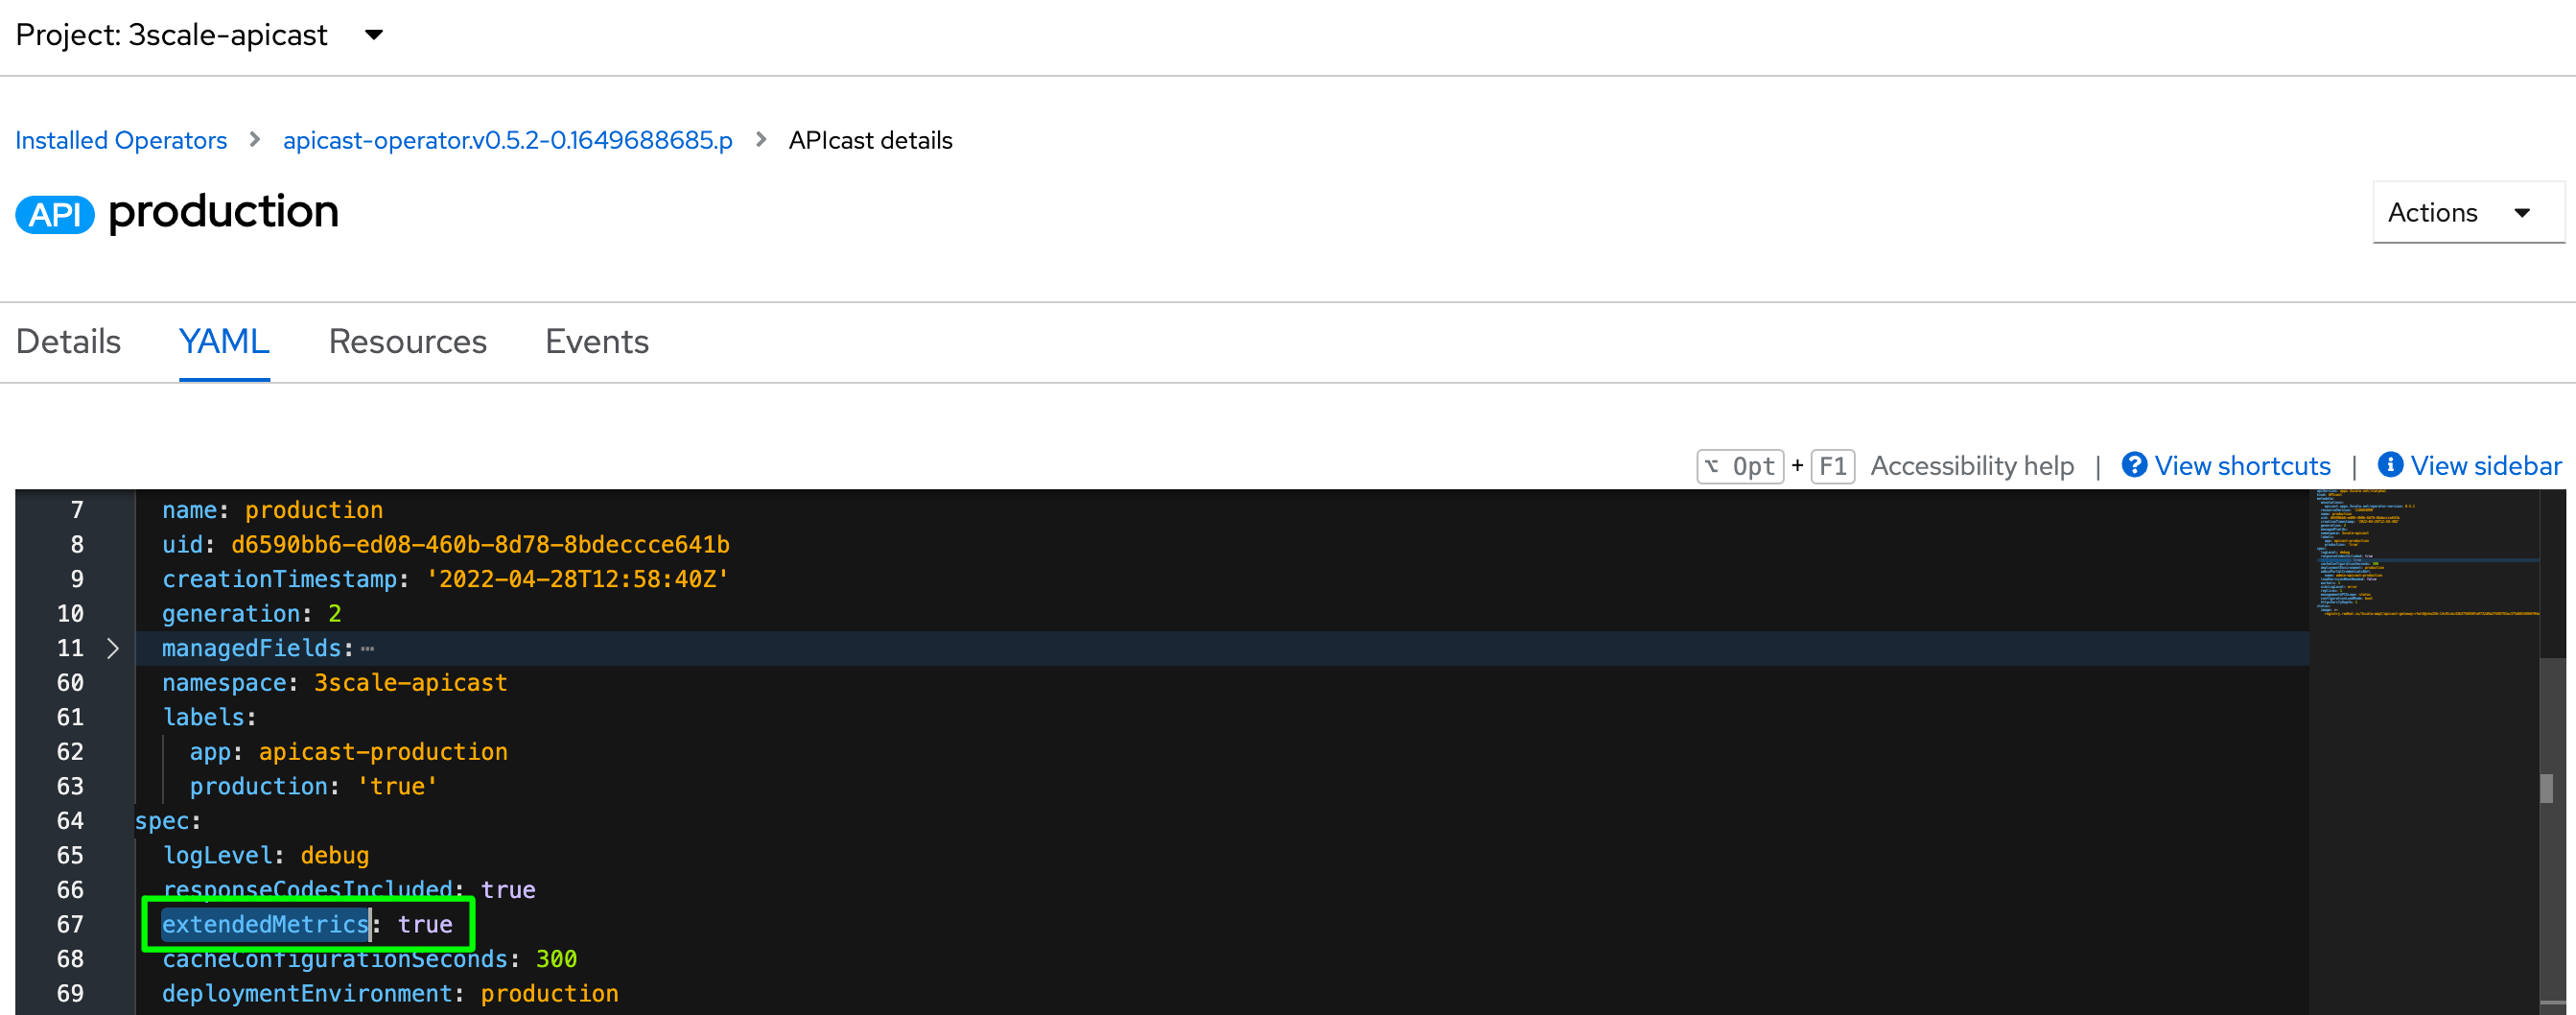 Project: 3scale-apicast
Installed Operators > apicast-operator.v0.5.2-0.1649688685.p > APIcast details
API production
Actions
Details YAML Resources Events
⌥ Opt + F1 Accessibility help | View shortcuts | View sidebar
7 name: production
8 uid: d6590bb6-ed08-460b-8d78-8bdeccce641b
9 creationTimestamp: '2022-04-28T12:58:40Z'
10 generation: 2
11 managedFields: ⋯
60 namespace: 3scale-apicast
61 labels:
62 app: apicast-production
63 production: 'true'
64 spec:
65 logLevel: debug
66 responseCodesIncluded: true
67 extendedMetrics: true
68 cacheConfigurationSeconds: 300
69 deploymentEnvironment: production